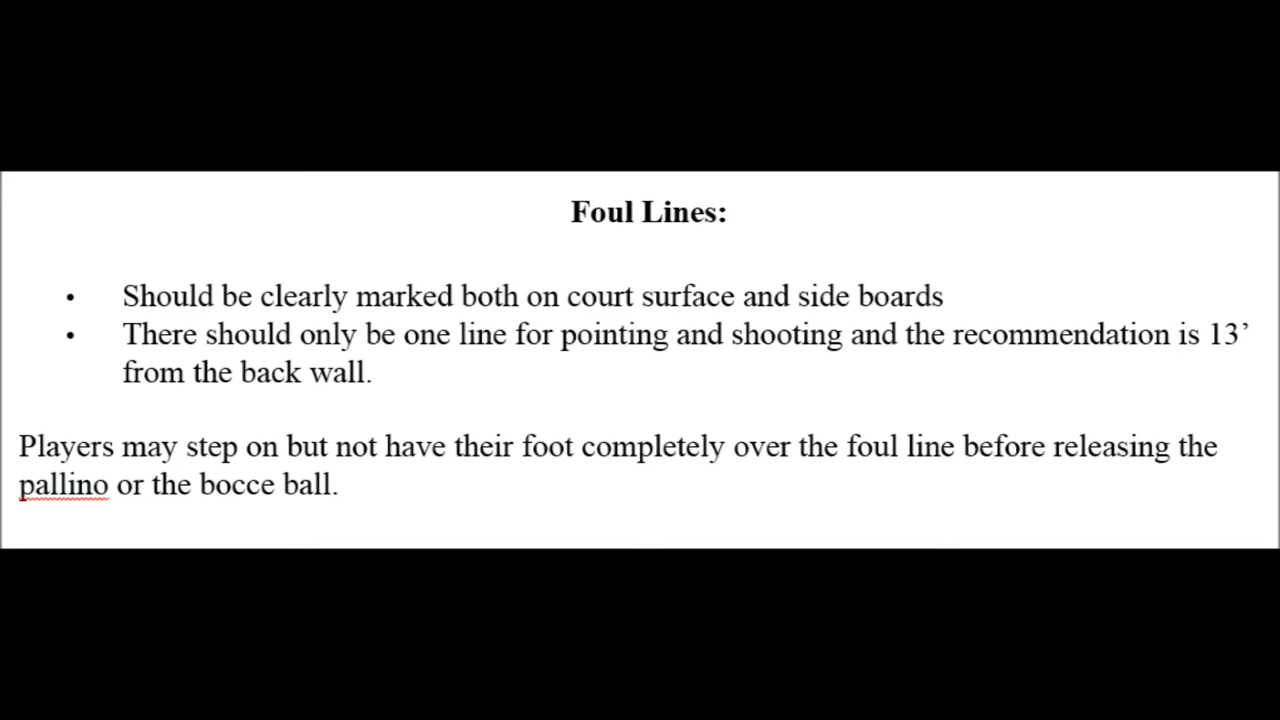 Foul Lines:
• Should be clearly marked both on court surface and side boards
• There should only be one line for pointing and shooting and the recommendation is 13’
from the back wall.
Players may step on but not have their foot completely over the foul line before releasing the
pallino or the bocce ball.